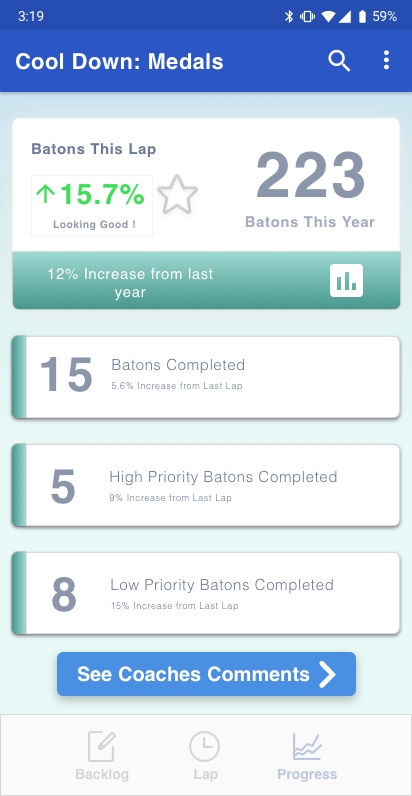 3:19
59%
Cool Down: Medals
Batons This Lap
15.7%
Looking Good !
223
Batons This Year
12% Increase from last
year
15
Batons Completed
5.6% Increase from Last Lap
5
High Priority Batons Completed
9% Increase from Last Lap
8
Low Priority Batons Completed
15% Increase from Last Lap
See Coaches Comments
Backlog
Lap
Progress